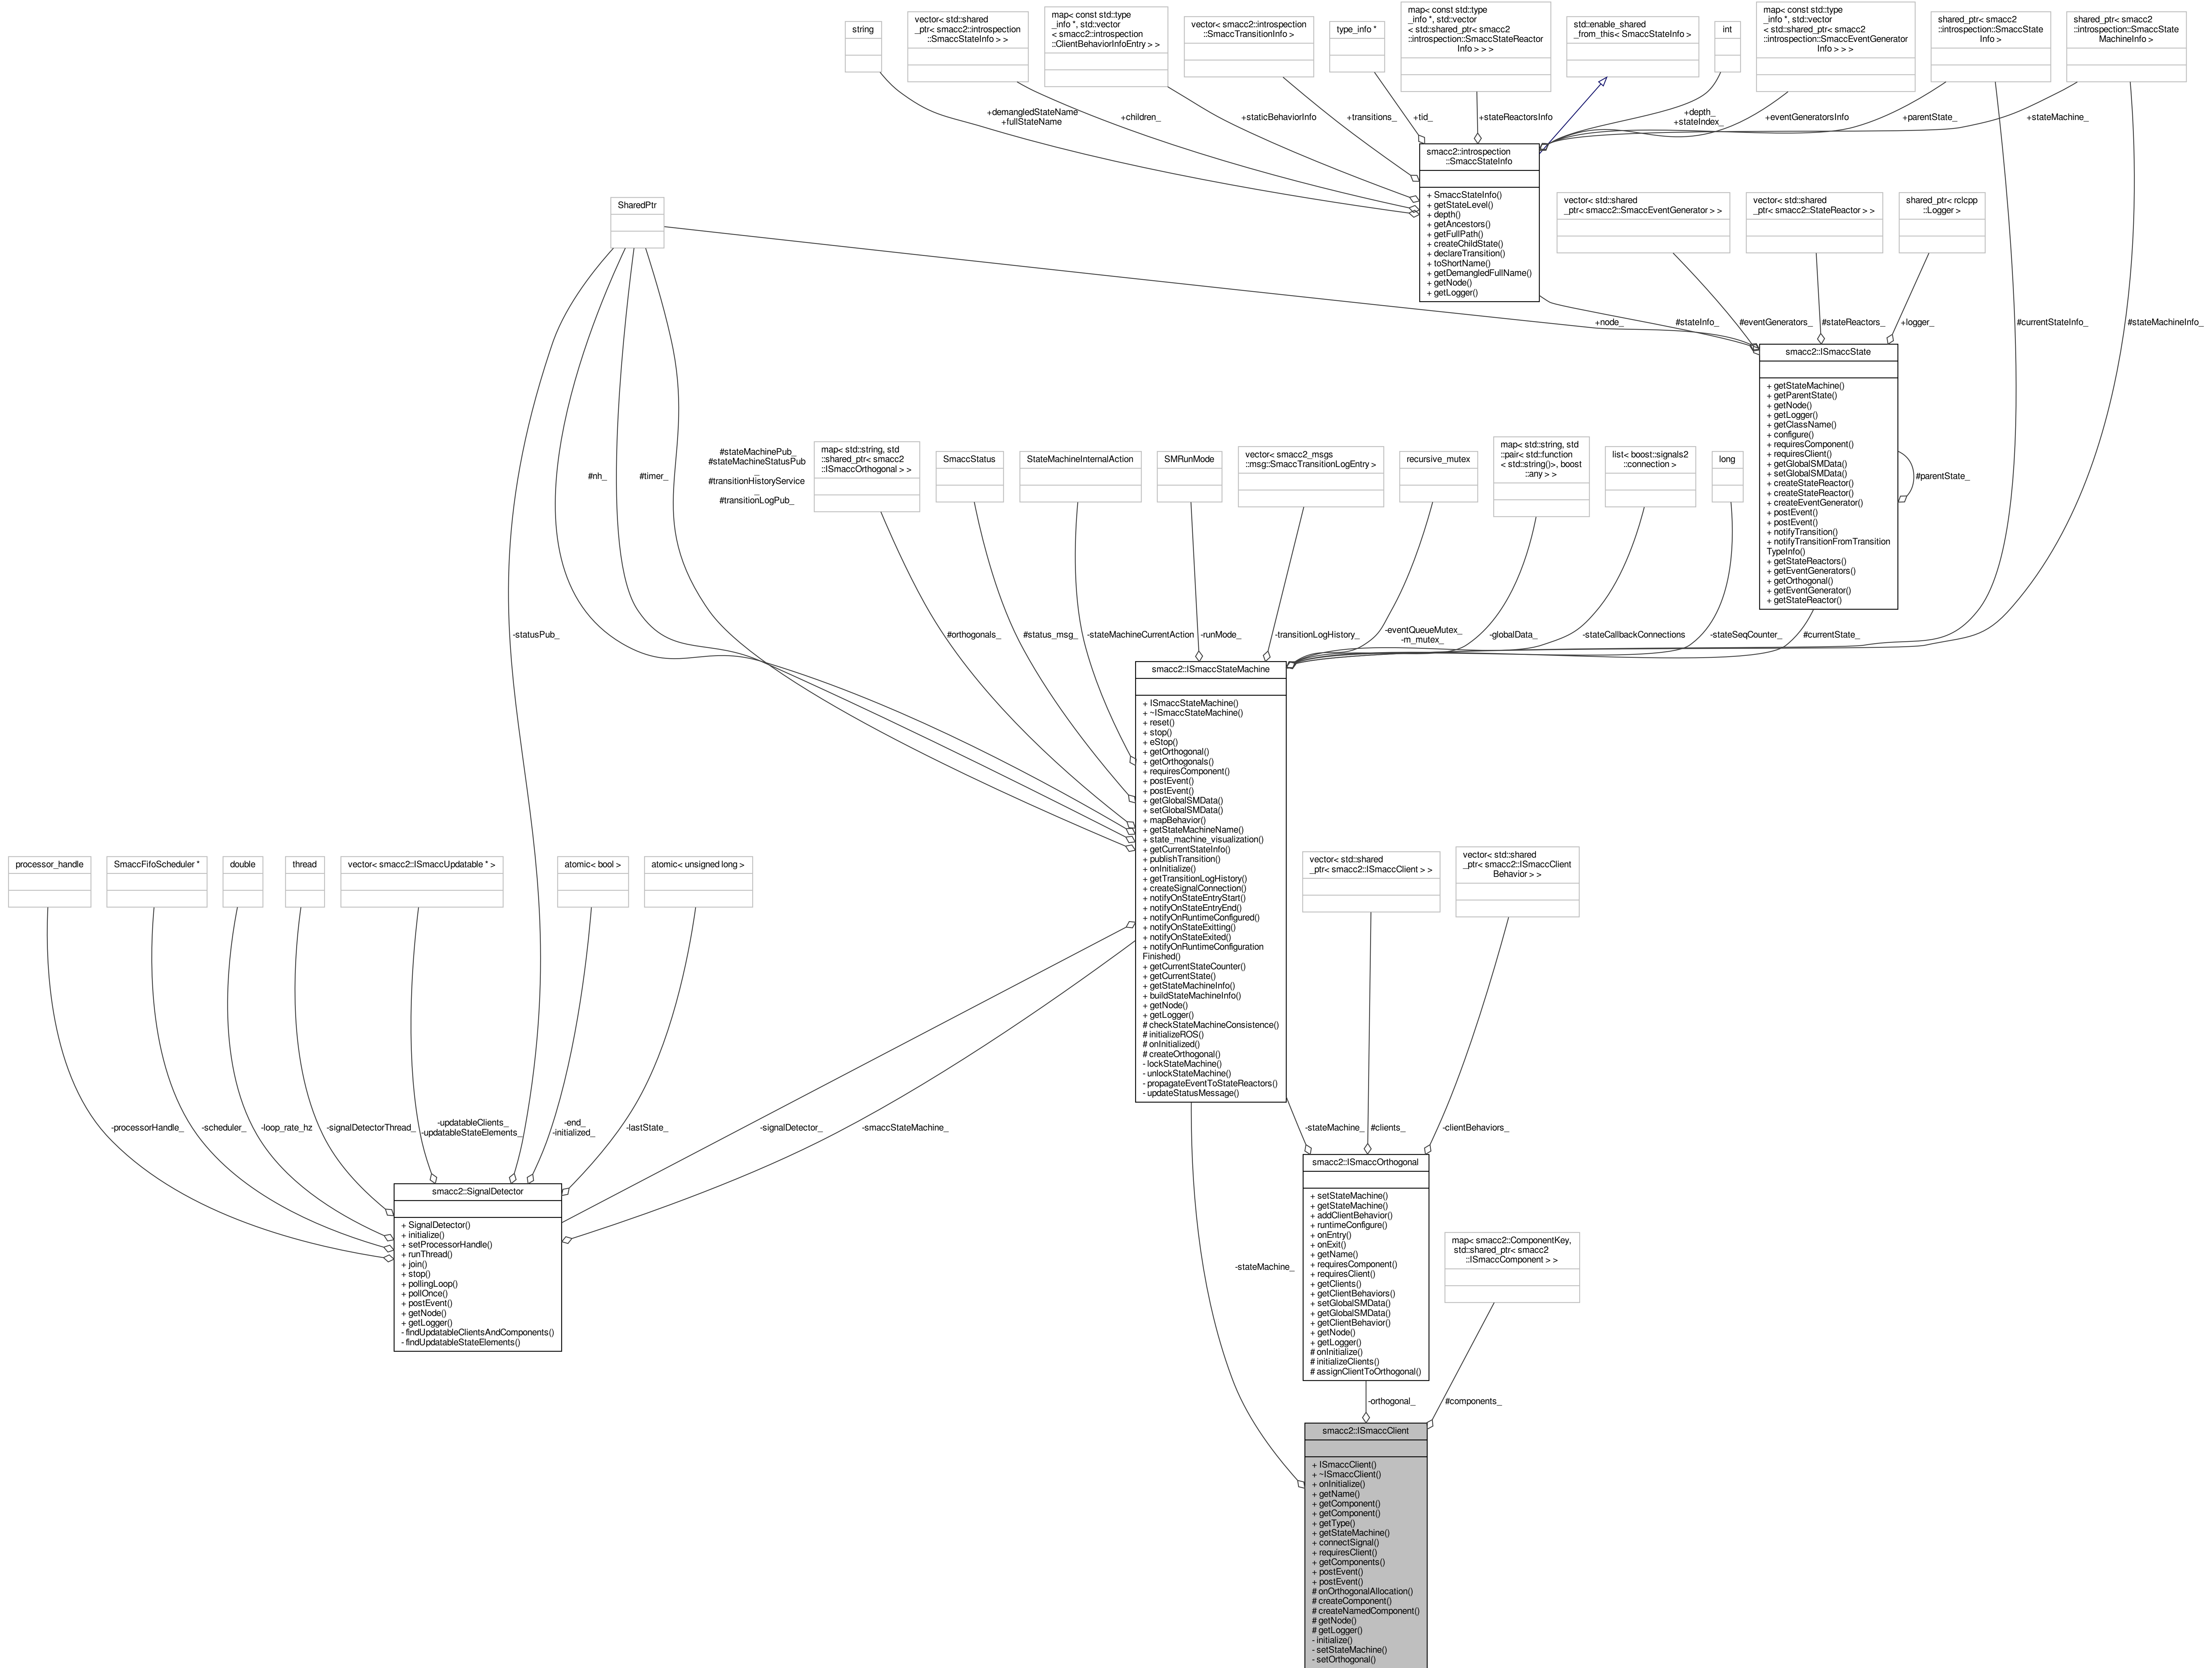 string
vector< std::shared
_ptr< smacc2::introspection
::SmaccStateInfo > >
map< const std::type
_info *, std::vector
< smacc2::introspection
::ClientBehaviorInfoEntry > >
vector< smacc2::introspection
::SmaccTransitionInfo >
type_info *
map< const std::type
_info *, std::vector
< std::shared_ptr< smacc2
::introspection::SmaccStateReactor
Info > > >
std::enable_shared
_from_this< SmaccStateInfo >
int
map< const std::type
_info *, std::vector
< std::shared_ptr< smacc2
::introspection::SmaccEventGenerator
Info > > >
shared_ptr< smacc2
::introspection::SmaccState
Info >
shared_ptr< smacc2
::introspection::SmaccState
MachineInfo >
+demangledStateName
+fullStateName
+children_
+staticBehaviorInfo
+transitions_
+tid_
+stateReactorsInfo
+depth_
+stateIndex_
+eventGeneratorsInfo
+parentState_
+stateMachine_
smacc2::introspection
::SmaccStateInfo
+ SmaccStateInfo()
+ getStateLevel()
+ depth()
+ getAncestors()
+ getFullPath()
+ createChildState()
+ declareTransition()
+ toShortName()
+ getDemangledFullName()
+ getNode()
+ getLogger()
SharedPtr
vector< std::shared
_ptr< smacc2::SmaccEventGenerator > >
vector< std::shared
_ptr< smacc2::StateReactor > >
shared_ptr< rclcpp
::Logger >
+node_
#stateInfo_
#eventGenerators_
#stateReactors_
+logger_
#currentStateInfo_
#stateMachineInfo_
smacc2::ISmaccState
+ getStateMachine()
+ getParentState()
+ getNode()
+ getLogger()
+ getClassName()
+ configure()
+ requiresComponent()
+ requiresClient()
+ getGlobalSMData()
+ setGlobalSMData()
+ createStateReactor()
+ createStateReactor()
+ createEventGenerator()
+ postEvent()
+ postEvent()
+ notifyTransition()
+ notifyTransitionFromTransition
TypeInfo()
+ getStateReactors()
+ getEventGenerators()
+ getOrthogonal()
+ getEventGenerator()
+ getStateReactor()
#parentState_
#nh_
#timer_
#stateMachinePub_
#stateMachineStatusPub
_
#transitionHistoryService
_
#transitionLogPub_
map< std::string, std
::shared_ptr< smacc2
::ISmaccOrthogonal > >
SmaccStatus
StateMachineInternalAction
SMRunMode
vector< smacc2_msgs
::msg::SmaccTransitionLogEntry >
recursive_mutex
map< std::string, std
::pair< std::function
< std::string()>, boost
::any > >
list< boost::signals2
::connection >
long
-statusPub_
#orthogonals_
#status_msg_
-stateMachineCurrentAction
-runMode_
-transitionLogHistory_
-eventQueueMutex_
-m_mutex_
-globalData_
-stateCallbackConnections
-stateSeqCounter_
#currentState_
smacc2::ISmaccStateMachine
+ ISmaccStateMachine()
+ ~ISmaccStateMachine()
+ reset()
+ stop()
+ eStop()
+ getOrthogonal()
+ getOrthogonals()
+ requiresComponent()
+ postEvent()
+ postEvent()
+ getGlobalSMData()
+ setGlobalSMData()
+ mapBehavior()
+ getStateMachineName()
+ state_machine_visualization()
+ getCurrentStateInfo()
+ publishTransition()
+ onInitialize()
+ getTransitionLogHistory()
+ createSignalConnection()
+ notifyOnStateEntryStart()
+ notifyOnStateEntryEnd()
+ notifyOnRuntimeConfigured()
+ notifyOnStateExitting()
+ notifyOnStateExited()
+ notifyOnRuntimeConfiguration
Finished()
+ getCurrentStateCounter()
+ getCurrentState()
+ getStateMachineInfo()
+ buildStateMachineInfo()
+ getNode()
+ getLogger()
# checkStateMachineConsistence()
# initializeROS()
# onInitialized()
# createOrthogonal()
- lockStateMachine()
- unlockStateMachine()
- propagateEventToStateReactors()
- updateStatusMessage()
processor_handle
SmaccFifoScheduler *
double
thread
vector< smacc2::ISmaccUpdatable * >
atomic< bool >
atomic< unsigned long >
vector< std::shared
_ptr< smacc2::ISmaccClient > >
vector< std::shared
_ptr< smacc2::ISmaccClient
Behavior > >
-processorHandle_
-scheduler_
-loop_rate_hz
-signalDetectorThread_
-updatableClients_
-updatableStateElements_
-end_
-initialized_
-lastState_
-signalDetector_
-smaccStateMachine_
-stateMachine_
#clients_
-clientBehaviors_
smacc2::SignalDetector
+ SignalDetector()
+ initialize()
+ setProcessorHandle()
+ runThread()
+ join()
+ stop()
+ pollingLoop()
+ pollOnce()
+ postEvent()
+ getNode()
+ getLogger()
- findUpdatableClientsAndComponents()
- findUpdatableStateElements()
smacc2::ISmaccOrthogonal
+ setStateMachine()
+ getStateMachine()
+ addClientBehavior()
+ runtimeConfigure()
+ onEntry()
+ onExit()
+ getName()
+ requiresComponent()
+ requiresClient()
+ getClients()
+ getClientBehaviors()
+ setGlobalSMData()
+ getGlobalSMData()
+ getClientBehavior()
+ getNode()
+ getLogger()
# onInitialize()
# initializeClients()
# assignClientToOrthogonal()
map< smacc2::ComponentKey,
std::shared_ptr< smacc2
::ISmaccComponent > >
-stateMachine_
-orthogonal_
#components_
smacc2::ISmaccClient
+ ISmaccClient()
+ ~ISmaccClient()
+ onInitialize()
+ getName()
+ getComponent()
+ getComponent()
+ getType()
+ getStateMachine()
+ connectSignal()
+ requiresClient()
+ getComponents()
+ postEvent()
+ postEvent()
# onOrthogonalAllocation()
# createComponent()
# createNamedComponent()
# getNode()
# getLogger()
- initialize()
- setStateMachine()
- setOrthogonal()